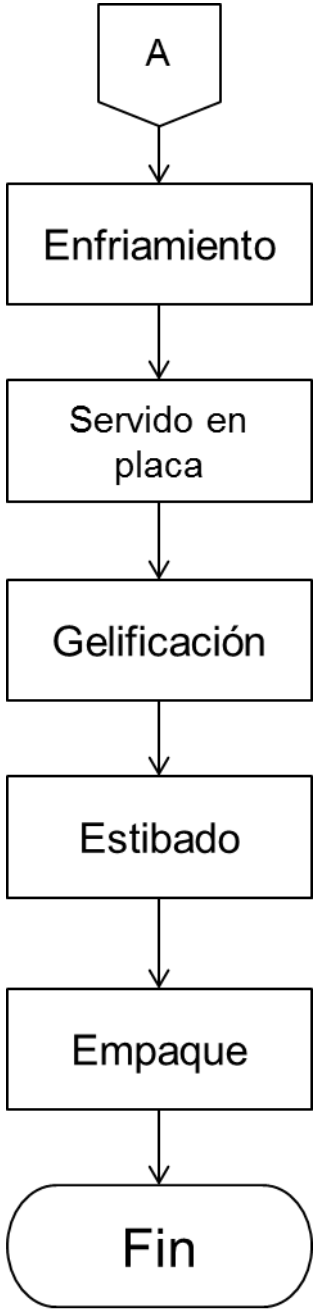 A
Enfriamiento
Servido en
placa
Gelificación
Estibado
Empaque
Fin